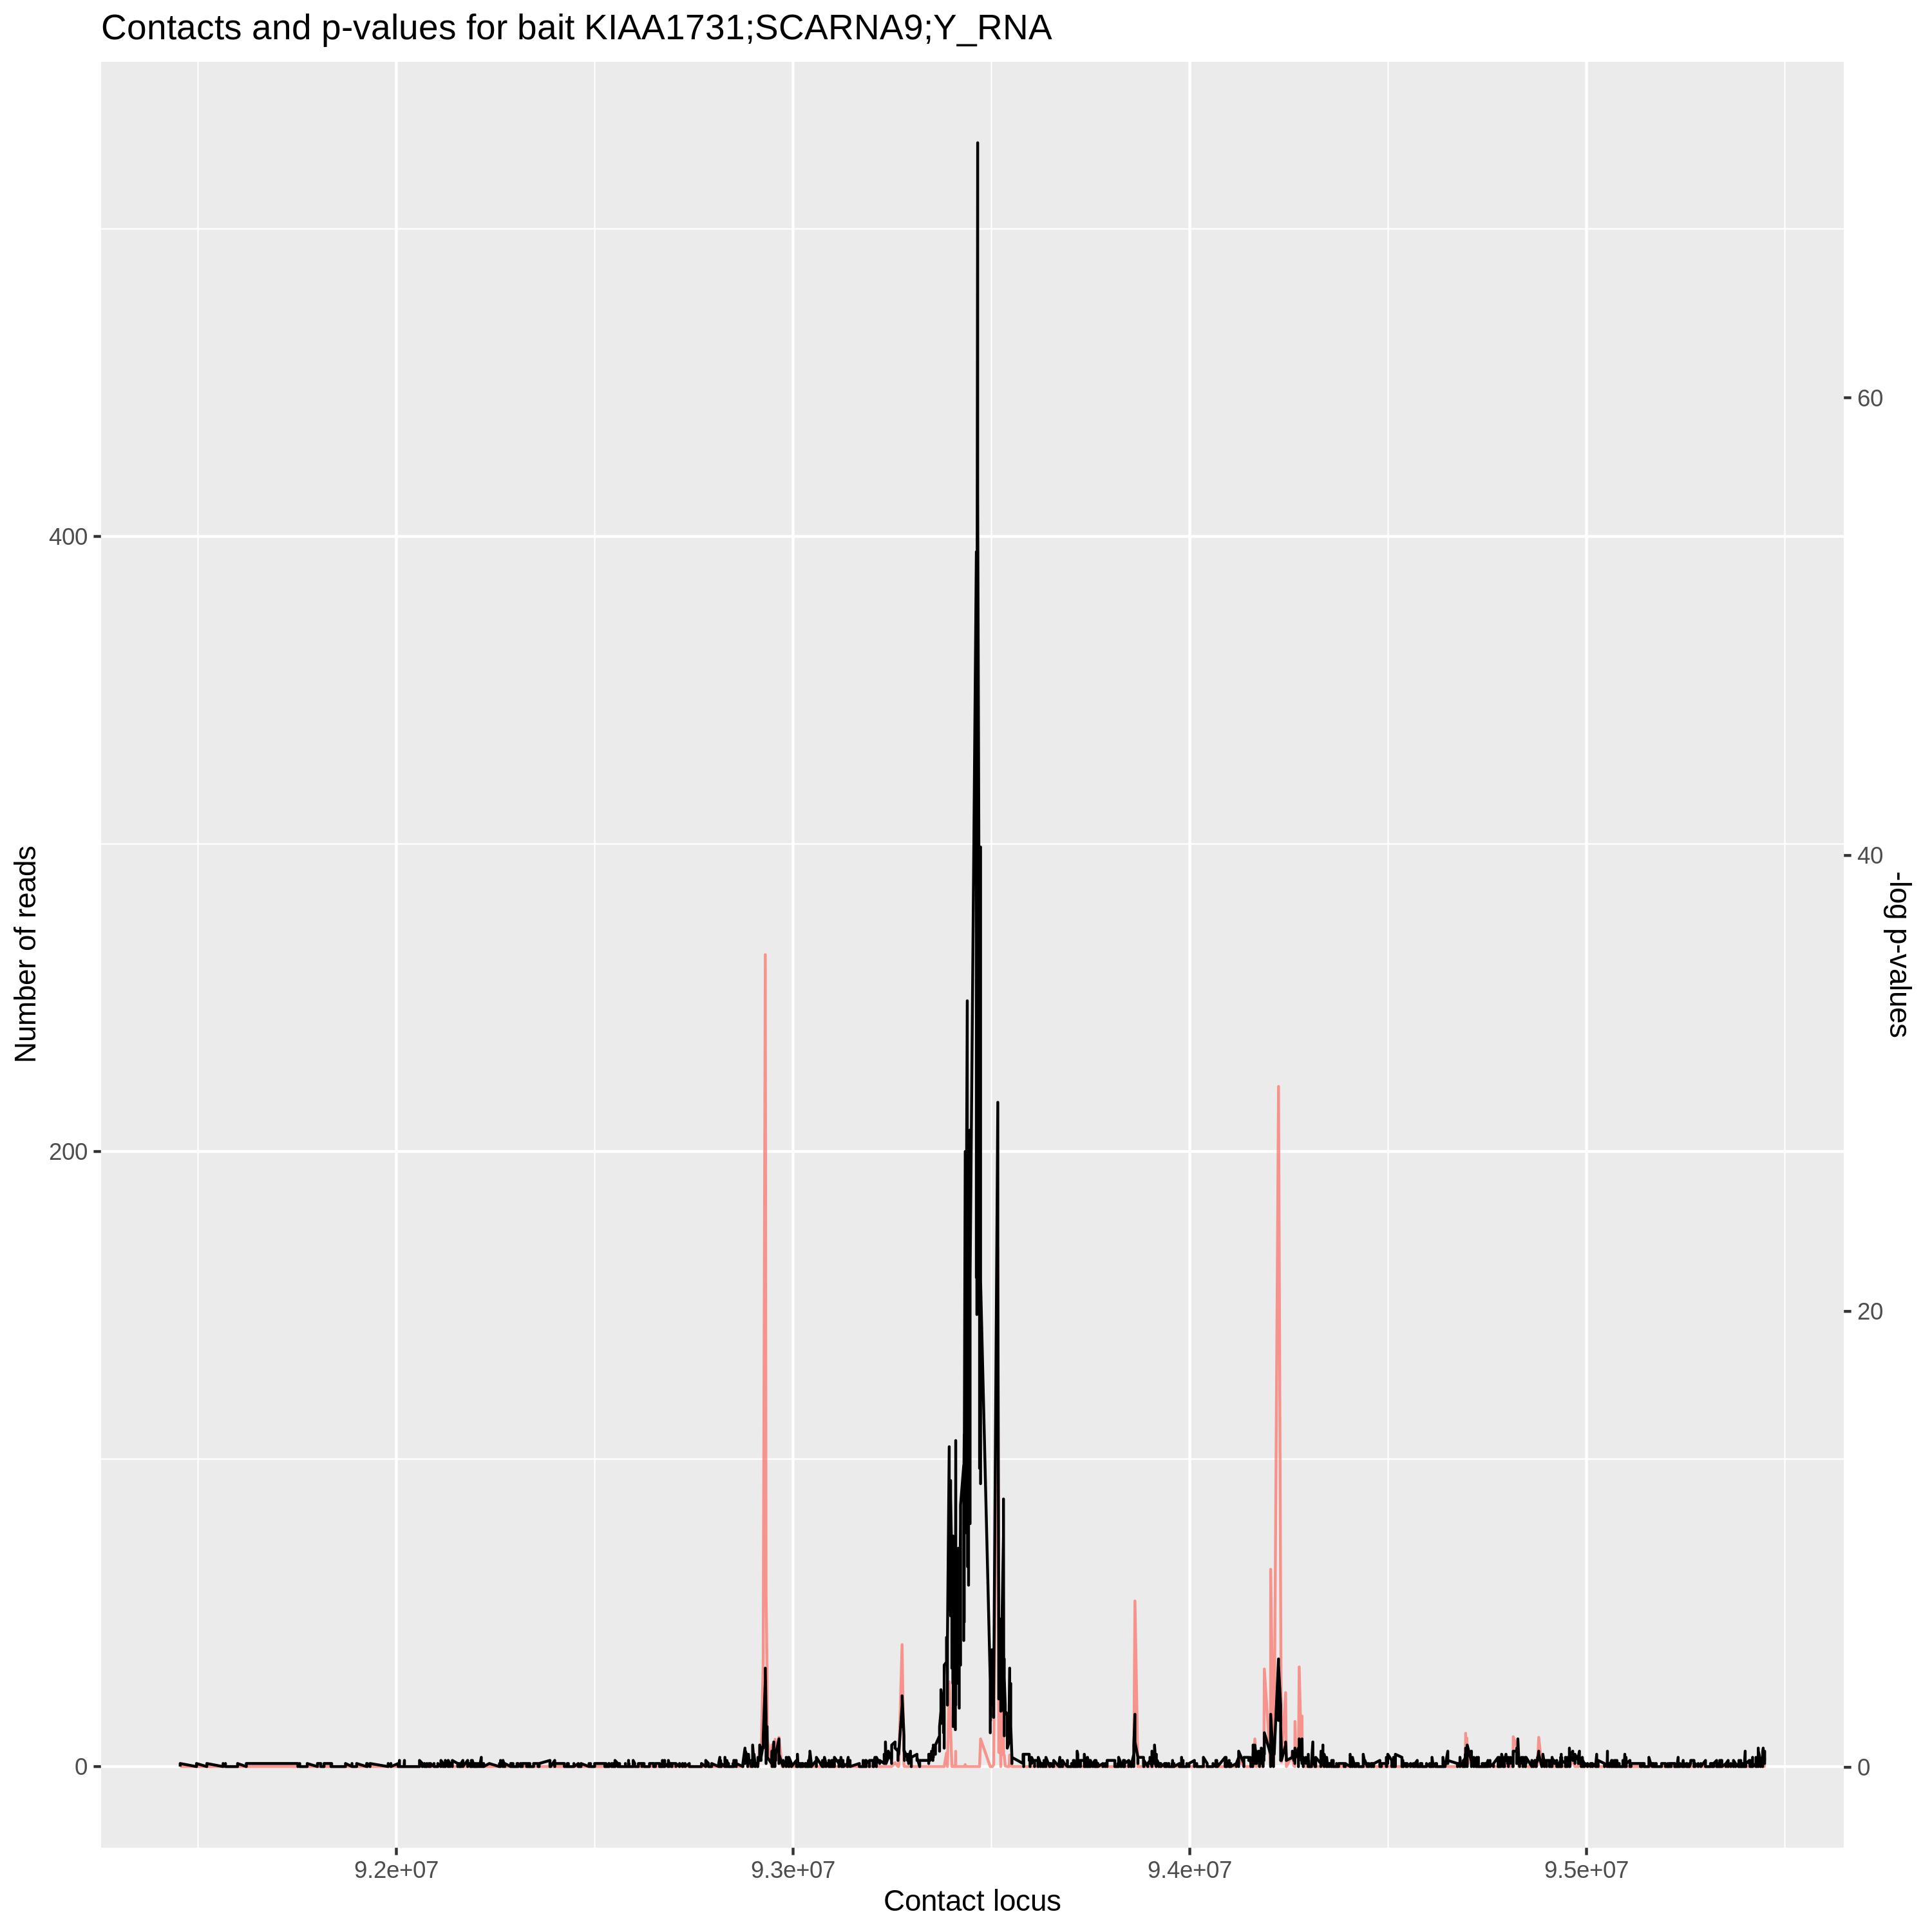 Contacts and p-values for bait KIAA1731;SCARNA9;Y_RNA
400
200
0
Number of reads
60
40
20
0
-log p-values
9.2e+07
9.3e+07
9.4e+07
9.5e+07
Contact locus